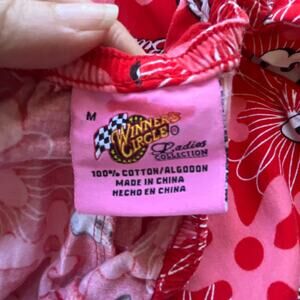 M
WINNER'S
CIRCLE®
Ladies
COLLECTION
100% COTTON/ALGODON
MADE IN CHINA
HECHO EN CHINA